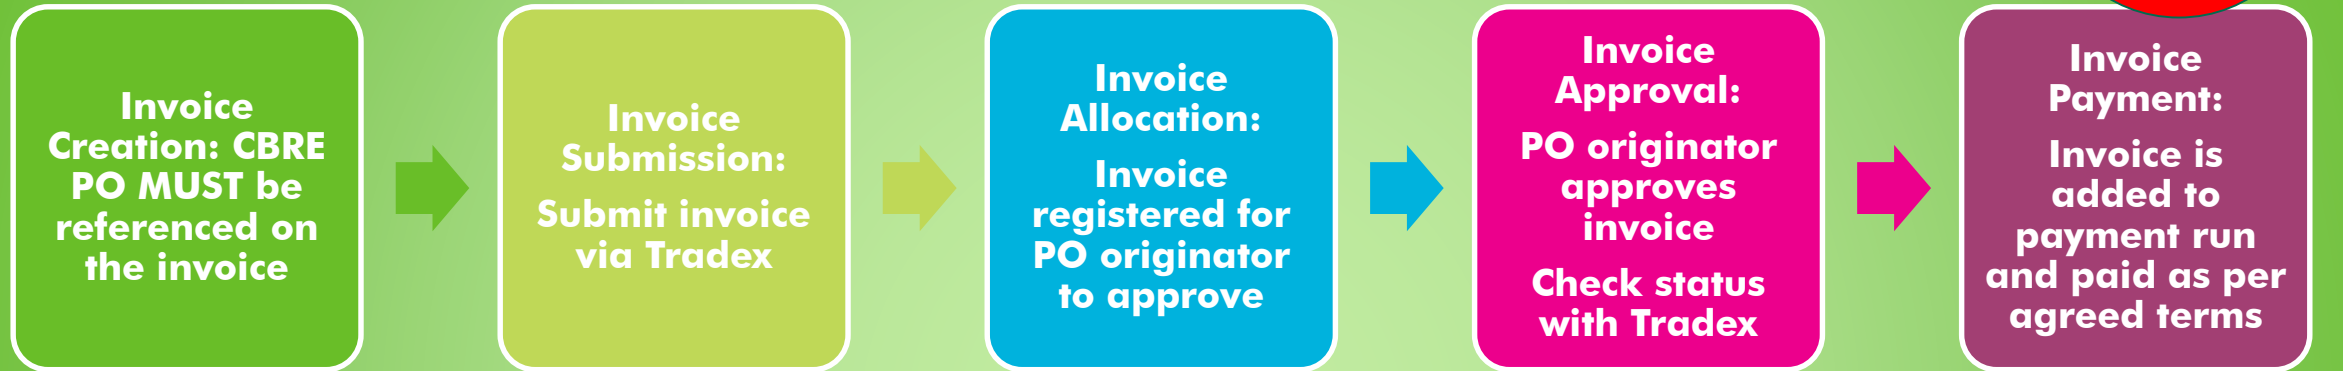 Invoice
Creation: CBRE
PO MUST be
referenced on
the invoice
Invoice
Submission:
Submit invoice
via Tradex
Invoice
Allocation:
Invoice
registered for
PO originator
to approve
Invoice
Approval:
PO originator
approves
invoice
Check status
with Tradex
Invoice
Payment:
Invoice is
added to
payment run
and paid as per
agreed terms